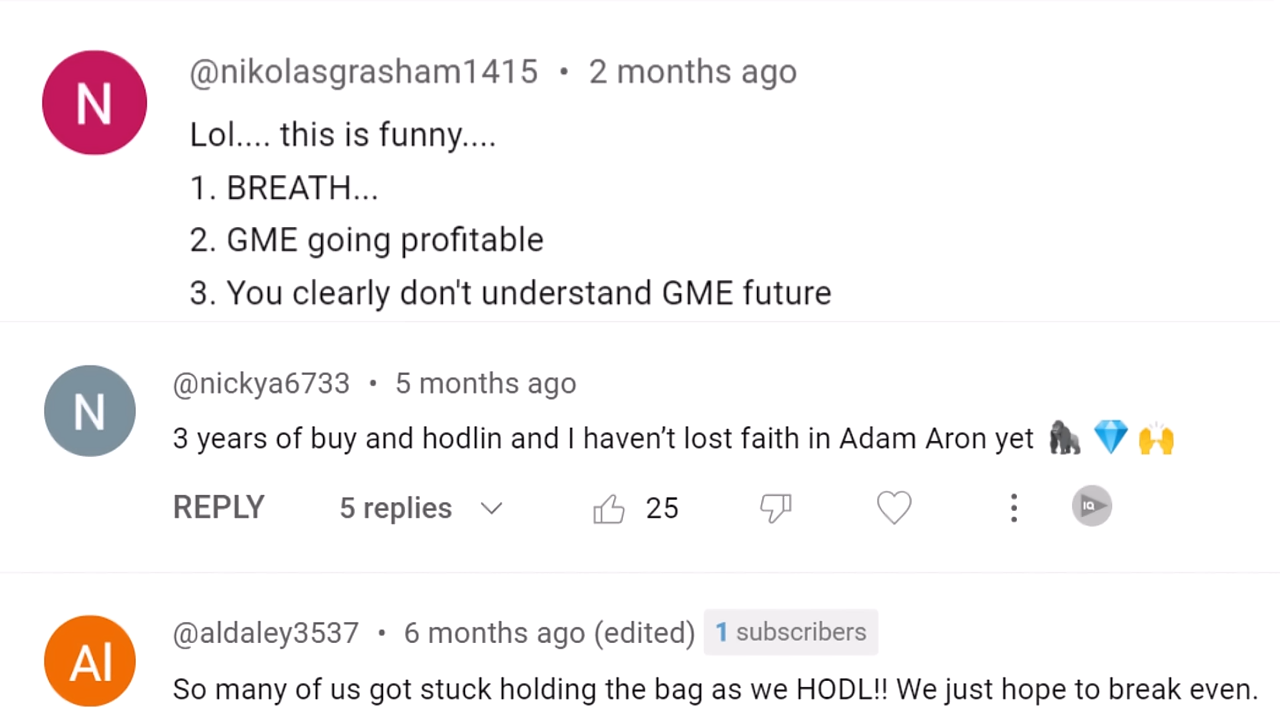 N
@nikolasgrasham1415 • 2 months ago
Lol.... this is funny....
1. BREATH...
2. GME going profitable
3. You clearly don't understand GME future
N
@nickya6733 • 5 months ago
3 years of buy and hodlin and I haven’t lost faith in Adam Aron yet 🦍 💎 🙌
REPLY 5 replies 25 IQ
Al
@aldaley3537 • 6 months ago (edited) 1 subscribers
So many of us got stuck holding the bag as we HODL!! We just hope to break even.